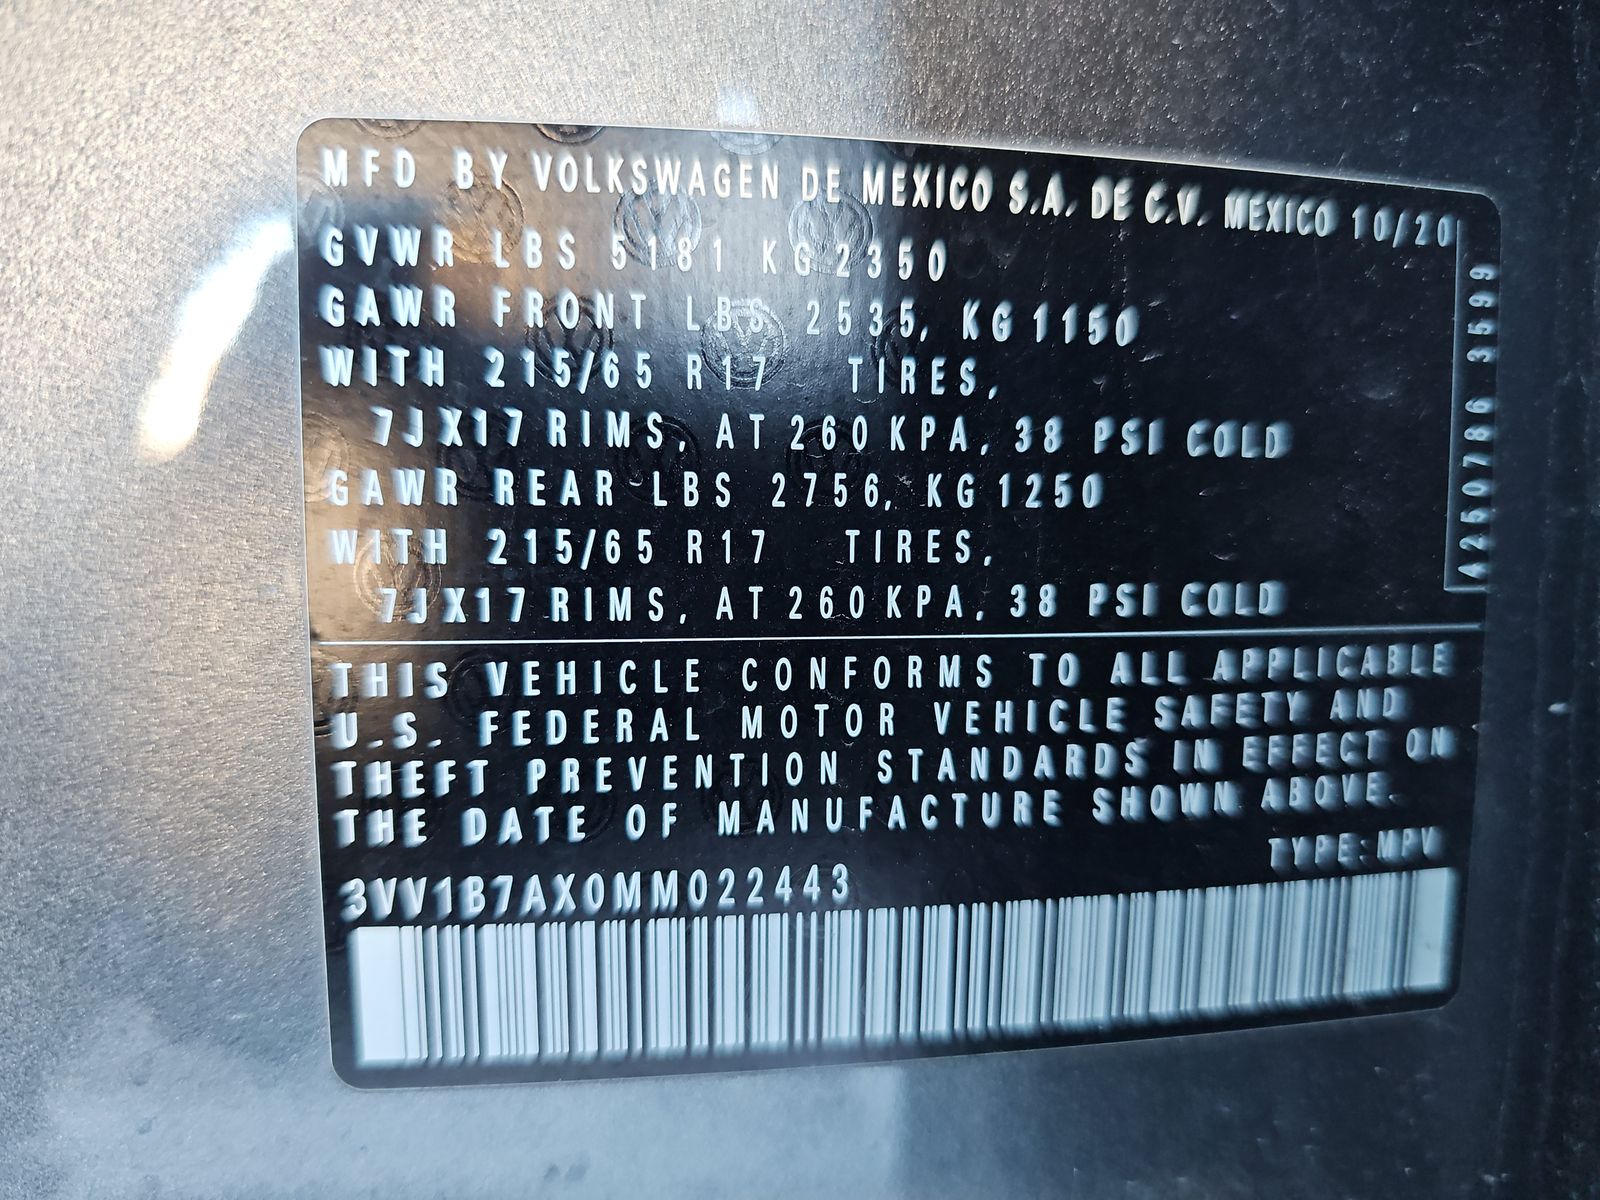 MFD BY VOLKSWAGEN DE MEXICO S.A. DE C.V. MEXICO 10/20
GVWR LBS 5181 KG 2350
GAWR FRONT LBS 2535, KG 1150
WITH 215/65 R17 TIRES,
7JX17 RIMS, AT 260 KPA, 38 PSI COLD
GAWR REAR LBS 2756, KG 1250
WITH 215/65 R17 TIRES,
7JX17 RIMS, AT 260 KPA, 38 PSI COLD
A250786 3599
THIS VEHICLE CONFORMS TO ALL APPLICABLE
U.S. FEDERAL MOTOR VEHICLE SAFETY AND
THEFT PREVENTION STANDARDS IN EFFECT ON
THE DATE OF MANUFACTURE SHOWN ABOVE.
TYPE: MPV
3VV1B7AX0MM022443